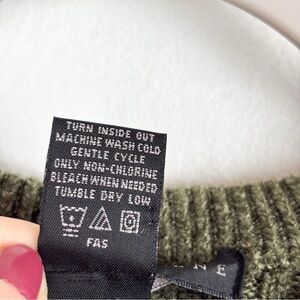 TURN INSIDE OUT
MACHINE WASH COLD
GENTLE CYCLE
ONLY NON-CHLORINE
BLEACH WHEN NEEDED
TUMBLE DRY LOW
FAS
N E